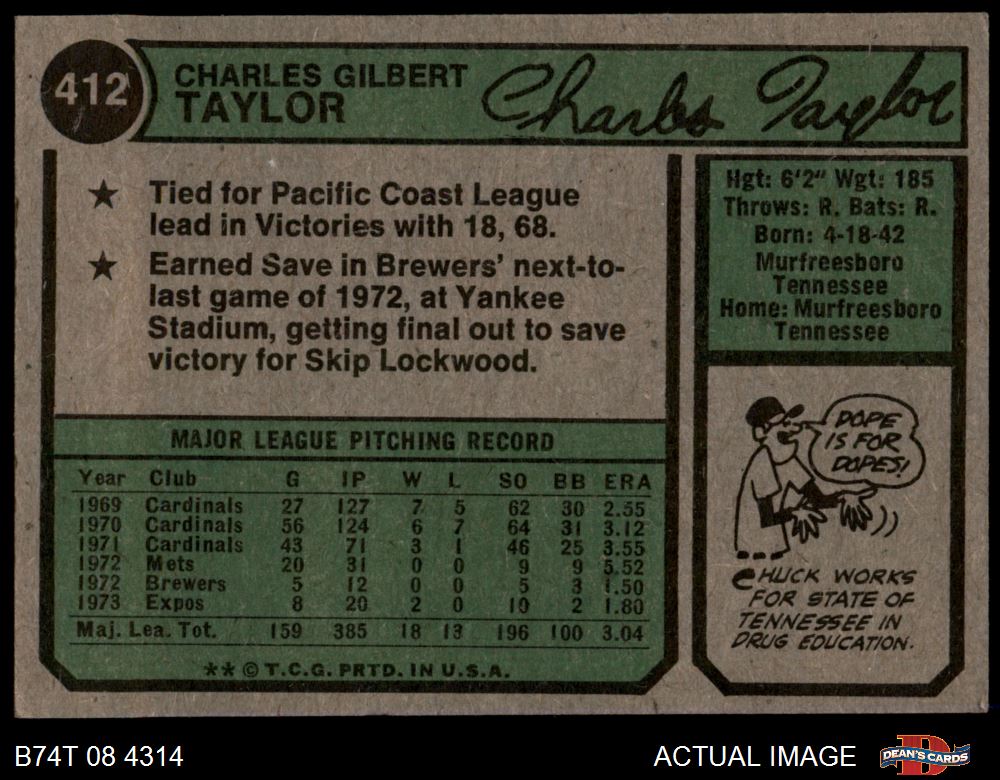 412
CHARLES GILBERT
TAYLOR
Charles Taylor
★ Tied for Pacific Coast League
lead in Victories with 18, 68.
★ Earned Save in Brewers' next-to-
last game of 1972, at Yankee
Stadium, getting final out to save
victory for Skip Lockwood.
Hgt: 6'2" Wgt: 185
Throws: R. Bats: R.
Born: 4-18-42
Murfreesboro
Tennessee
Home: Murfreesboro
Tennessee
MAJOR LEAGUE PITCHING RECORD
Year Club G IP W L SO BB ERA
1969 Cardinals 27 127 7 5 62 30 2.55
1970 Cardinals 56 124 6 7 64 31 3.12
1971 Cardinals 43 71 3 1 46 25 3.55
1972 Mets 20 31 0 0 9 9 5.52
1972 Brewers 5 12 0 0 5 3 1.50
1973 Expos 8 20 2 0 10 2 1.80
Maj. Lea. Tot. 159 385 18 13 196 100 3.04
** © T.C.G. PRTD. IN U.S.A.
DOPE
IS FOR
DOPES!
CHUCK WORKS
FOR STATE OF
TENNESSEE IN
DRUG EDUCATION.
B74T 08 4314
ACTUAL IMAGE
DEAN'S CARDS